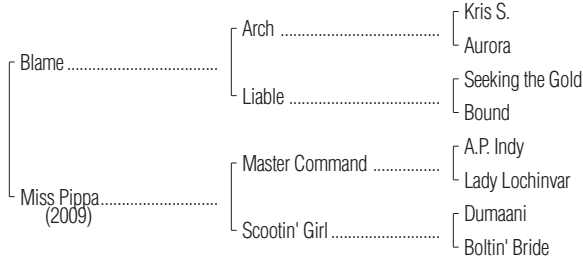 Kris S.
Arch ........................................
Aurora
Blame ..................................
Seeking the Gold
Liable ..................................
Bound
A.P. Indy
Master Command ..................
Lady Lochinvar
Miss Pippa...........................
(2009)
Dumaani
Scootin' Girl.........................
Boltin' Bride